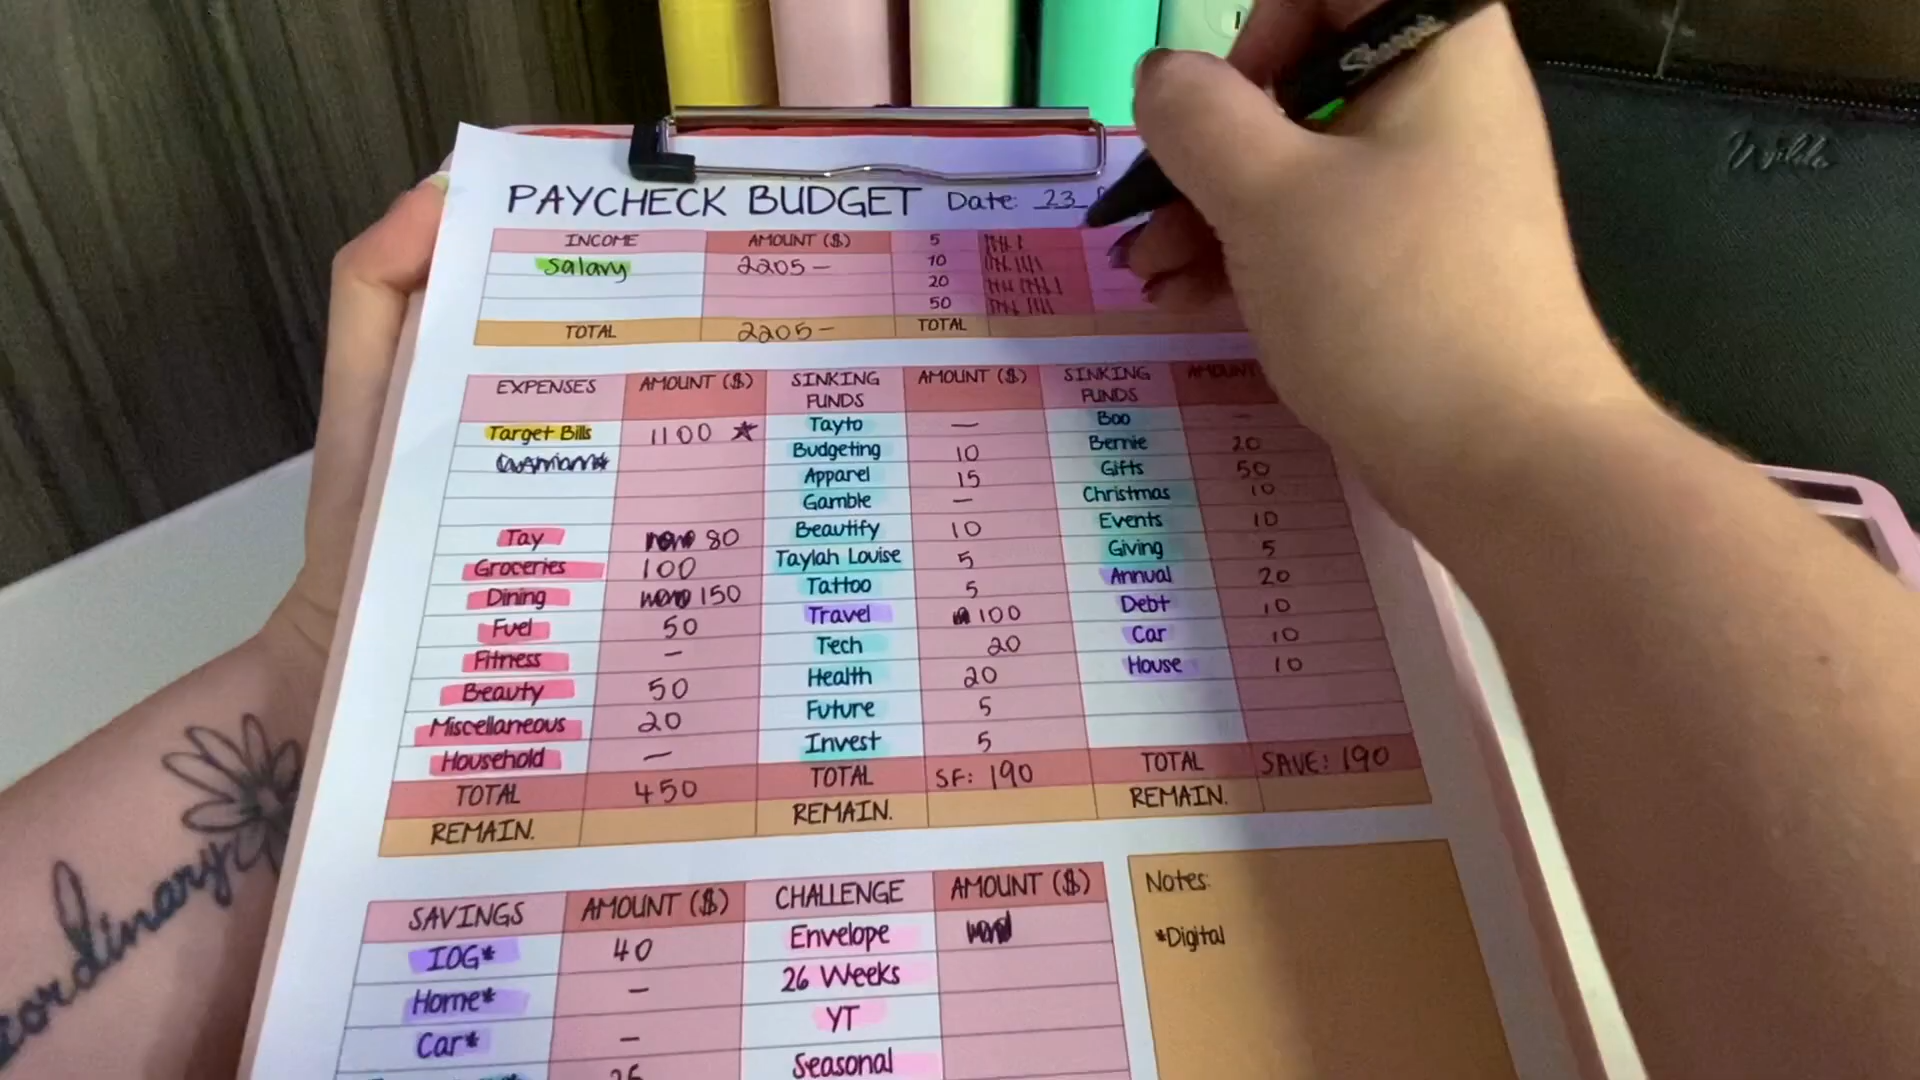 Sharpie
PAYCHECK BUDGET Date: 23
INCOME AMOUNT ($) 5
Salary 2205- 10
20
50
TOTAL 2205- TOTAL
EXPENSES AMOUNT ($) SINKING FUNDS AMOUNT ($) SINKING FUNDS AMOUNT
Target Bills 1100 ★ Tayto — Boo —
Budgeting 10 Bernie 20
Apparel 15 Gifts 50
Gamble — Christmas 10
Tay 80 Beautify 10 Events 10
Groceries 100 Taylah Louise 5 Giving 5
Dining 150 Tattoo 5 Annual 20
Fuel 50 Travel 100 Debt 10
Fitness - Tech 20 Car 10
Beauty 50 Health 20 House 10
Miscellaneous 20 Future 5
Household — Invest 5
TOTAL 450 TOTAL SF: 190 TOTAL SAVE: 190
REMAIN. REMAIN. REMAIN.
SAVINGS AMOUNT ($) CHALLENGE AMOUNT ($) Notes:
IOG* 40 Envelope *Digital
Home* - 26 Weeks
Car* - YT
Seasonal
cordinary